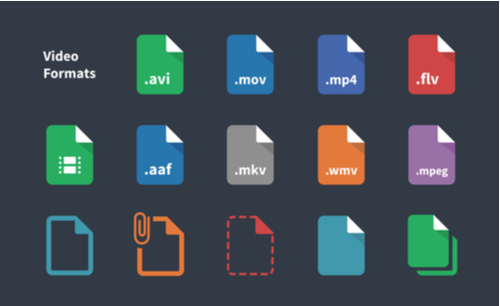 Video
Formats
.avi
.mov
.mp4
.flv
.aaf
.mkv
.wmv
.mpeg